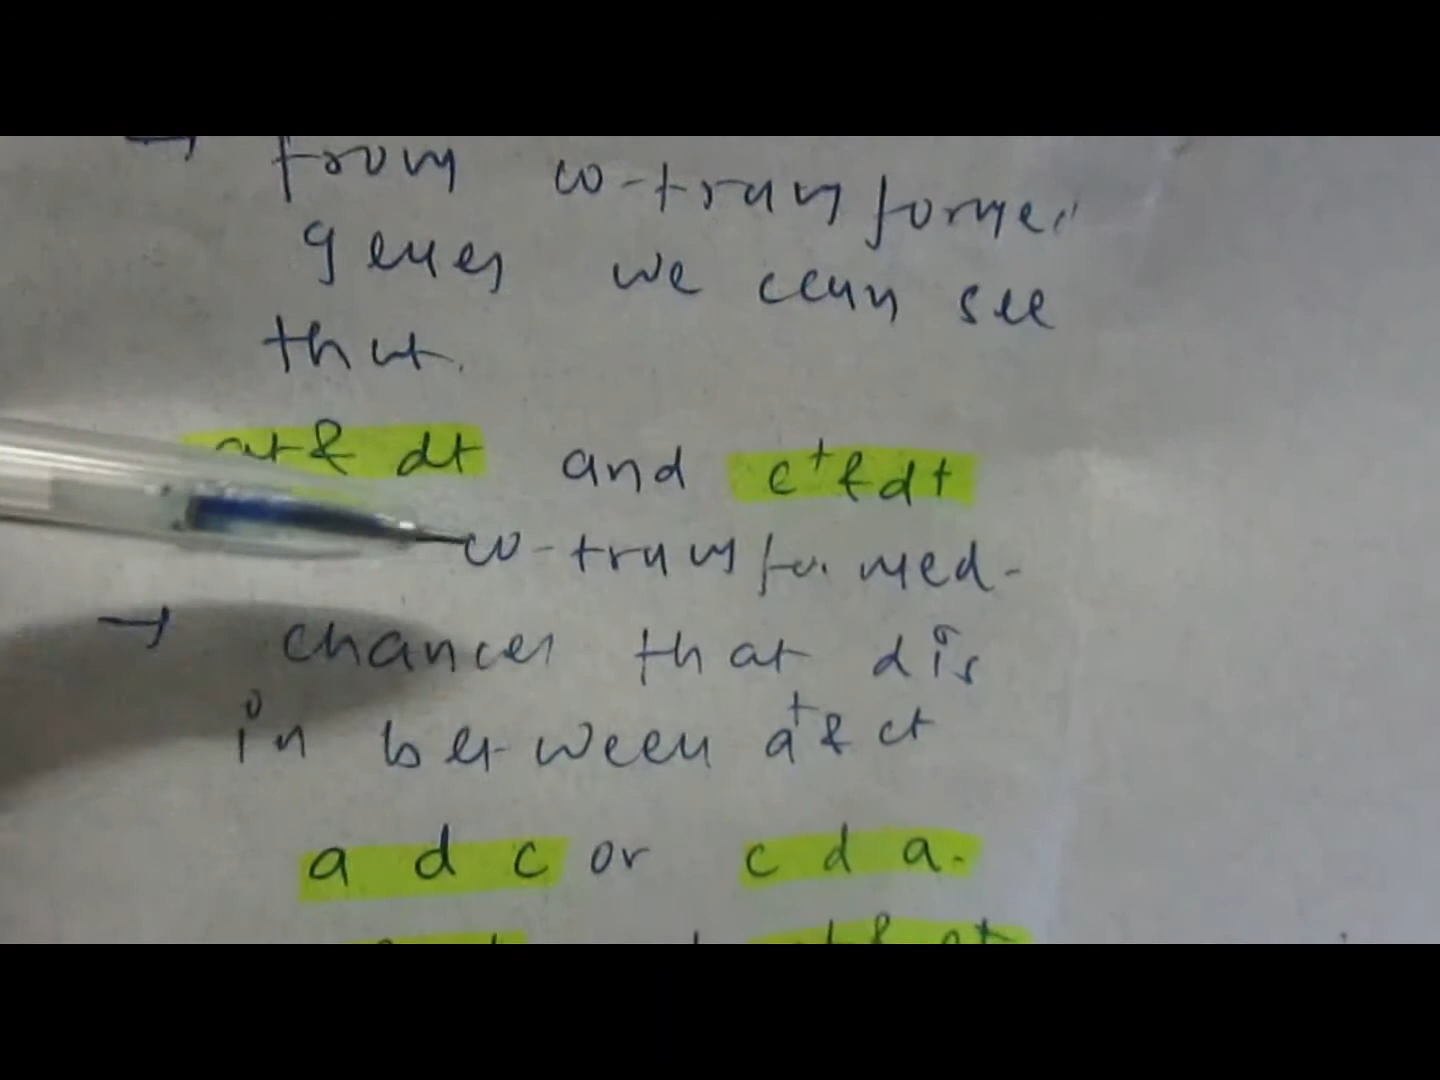 → from co-transformed
genes we can see
that.
a+ & d+ and c+ & d+
co-transformed-
→ chances that d is
in between a+ & c+
a d c or c d a.